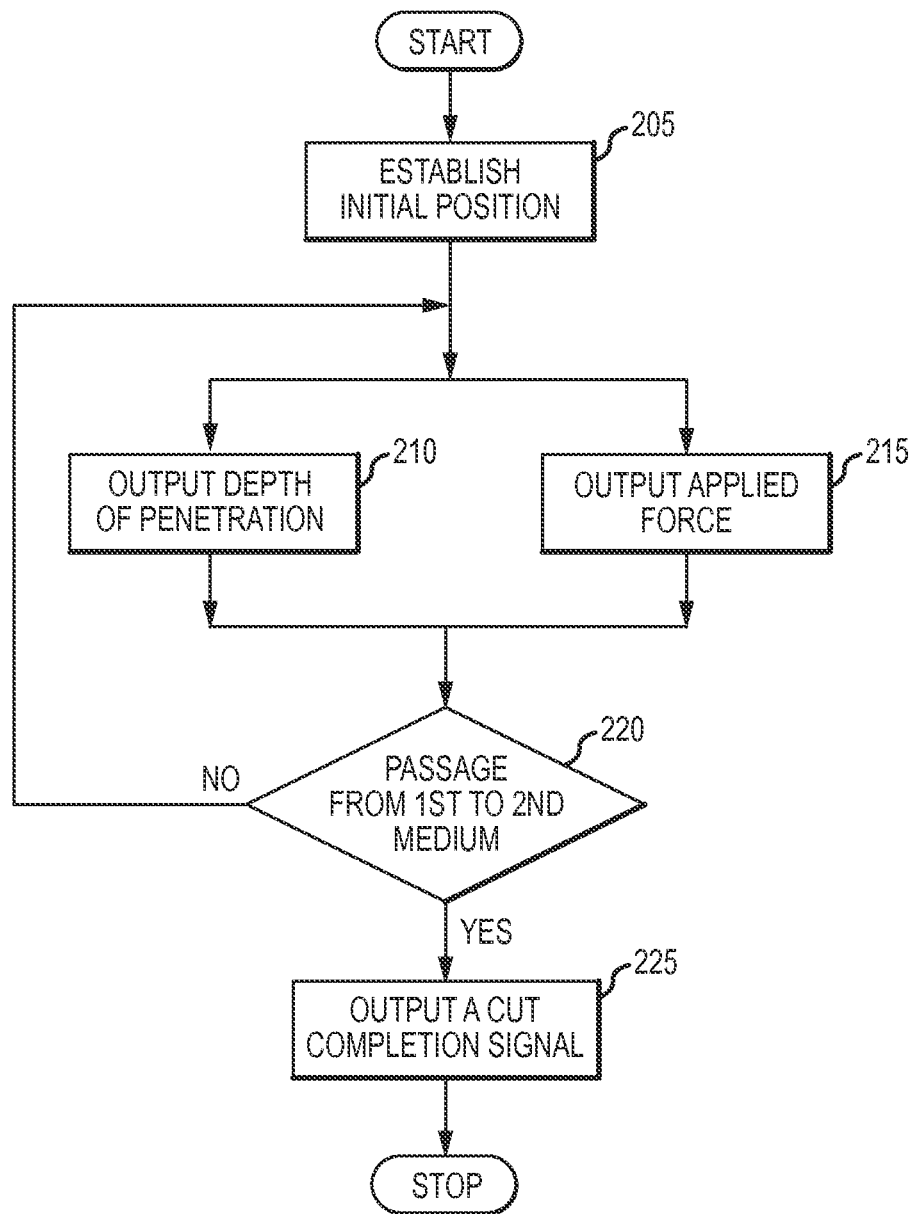 START
205
ESTABLISH
INITIAL POSITION
210
OUTPUT DEPTH
OF PENETRATION
215
OUTPUT APPLIED
FORCE
220
PASSAGE
FROM 1ST TO 2ND
MEDIUM
NO
YES
225
OUTPUT A CUT
COMPLETION SIGNAL
STOP